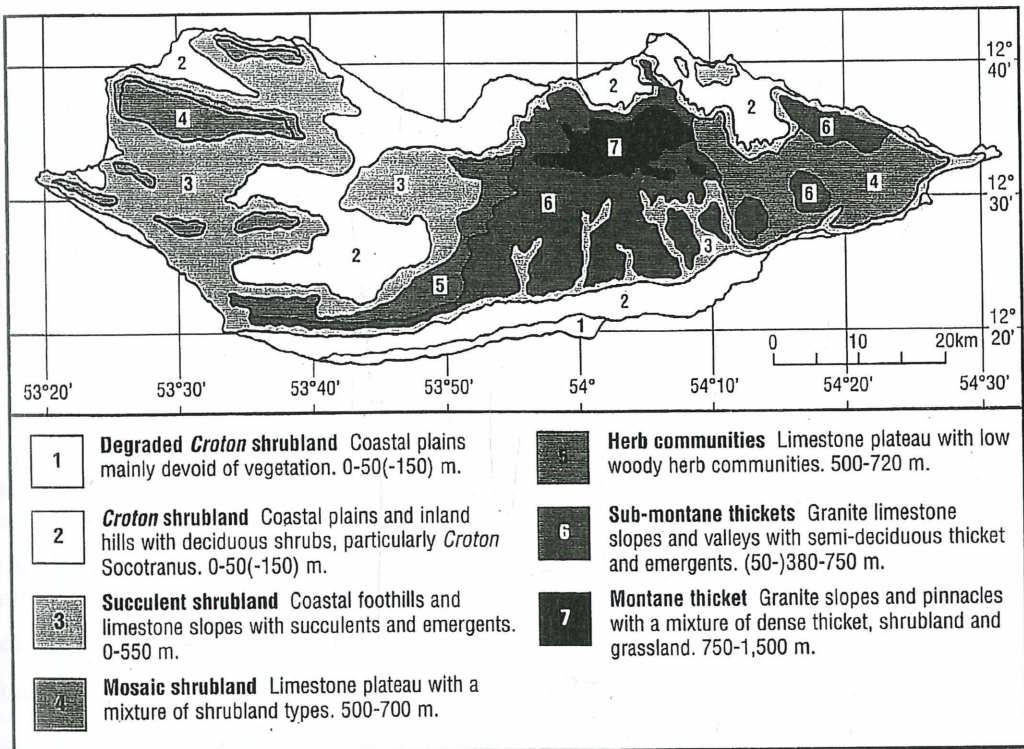 2
2
12°
40'
4
2
6
7
3
3
6
6
4
12°
30'
2
3
5
2
1
12°
20'
0 10 20km
53°20' 53°30' 53°40' 53°50' 54° 54°10' 54°20' 54°30'
1
Degraded Croton shrubland Coastal plains
mainly devoid of vegetation. 0-50(-150) m.
2
Croton shrubland Coastal plains and inland
hills with deciduous shrubs, particularly Croton
Socotranus. 0-50(-150) m.
3
Succulent shrubland Coastal foothills and
limestone slopes with succulents and emergents.
0-550 m.
4
Mosaic shrubland Limestone plateau with a
mixture of shrubland types. 500-700 m.
5
Herb communities Limestone plateau with low
woody herb communities. 500-720 m.
6
Sub-montane thickets Granite limestone
slopes and valleys with semi-deciduous thicket
and emergents. (50-)380-750 m.
7
Montane thicket Granite slopes and pinnacles
with a mixture of dense thicket, shrubland and
grassland. 750-1,500 m.